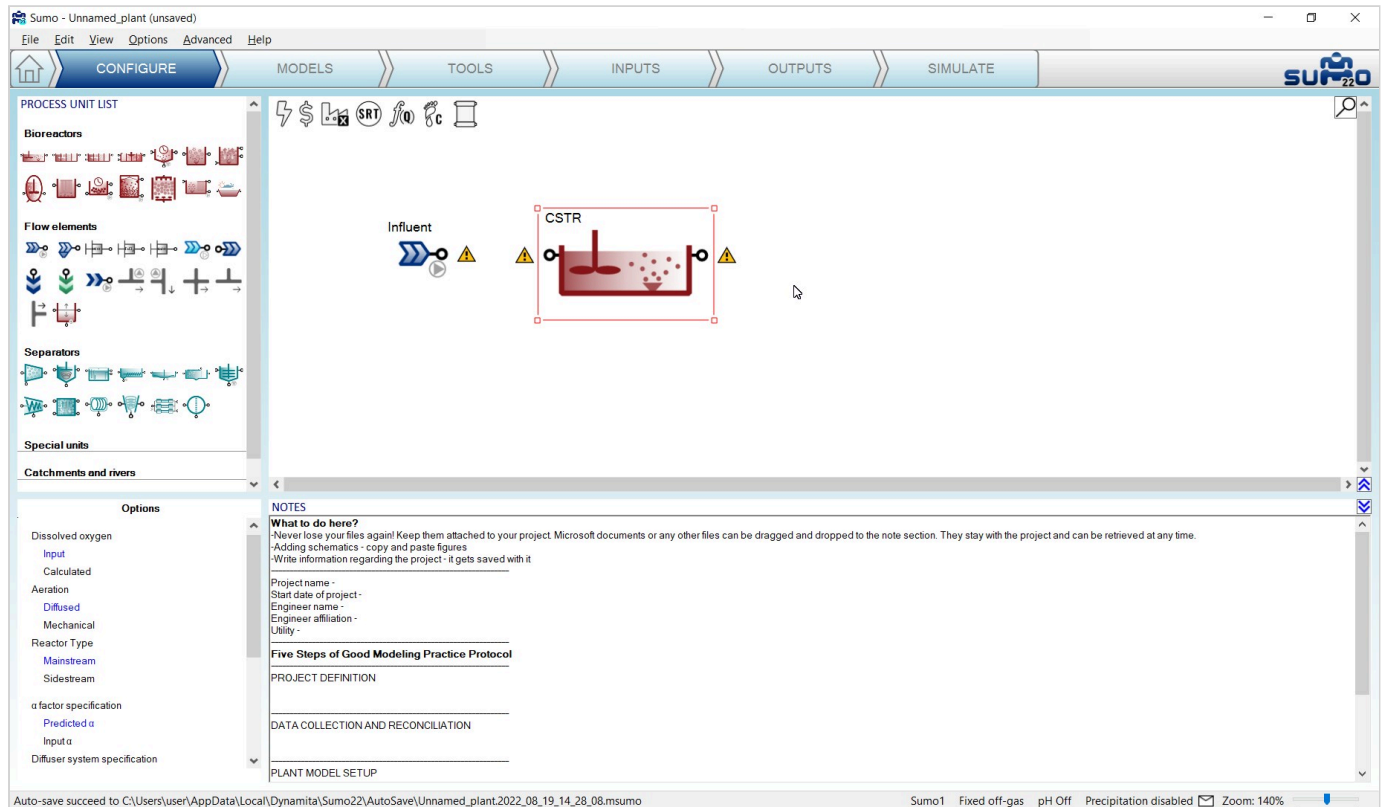 Sumo - Unnamed_plant (unsaved)
File Edit View Options Advanced Help
CONFIGURE MODELS TOOLS INPUTS OUTPUTS SIMULATE
SUMO 22
PROCESS UNIT LIST
Bioreactors
Flow elements
Separators
Special units
Catchments and rivers
SRT f(Q) C
Influent
CSTR
Options
Dissolved oxygen
Input
Calculated
Aeration
Diffused
Mechanical
Reactor Type
Mainstream
Sidestream
α factor specification
Predicted α
Input α
Diffuser system specification
NOTES
What to do here?
-Never lose your files again! Keep them attached to your project. Microsoft documents or any other files can be dragged and dropped to the note section. They stay with the project and can be retrieved at any time.
-Adding schematics - copy and paste figures
-Write information regarding the project - it gets saved with it
Project name -
Start date of project -
Engineer name -
Engineer affiliation -
Utility -
Five Steps of Good Modeling Practice Protocol
PROJECT DEFINITION
DATA COLLECTION AND RECONCILIATION
PLANT MODEL SETUP
Auto-save succeed to C:\Users\user\AppData\Local\Dynamita\Sumo22\AutoSave\Unnamed_plant.2022_08_19_14_28_08.msumo
Sumo1 Fixed off-gas pH Off Precipitation disabled Zoom: 140%